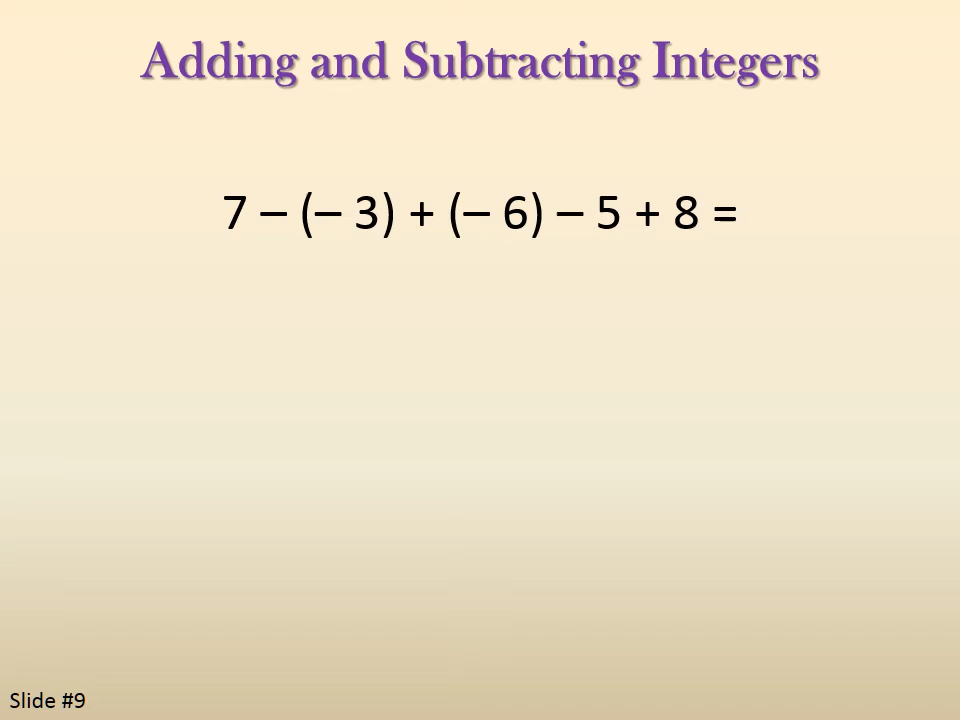 Adding and Subtracting Integers
7 – (– 3) + (– 6) – 5 + 8 =
Slide #9